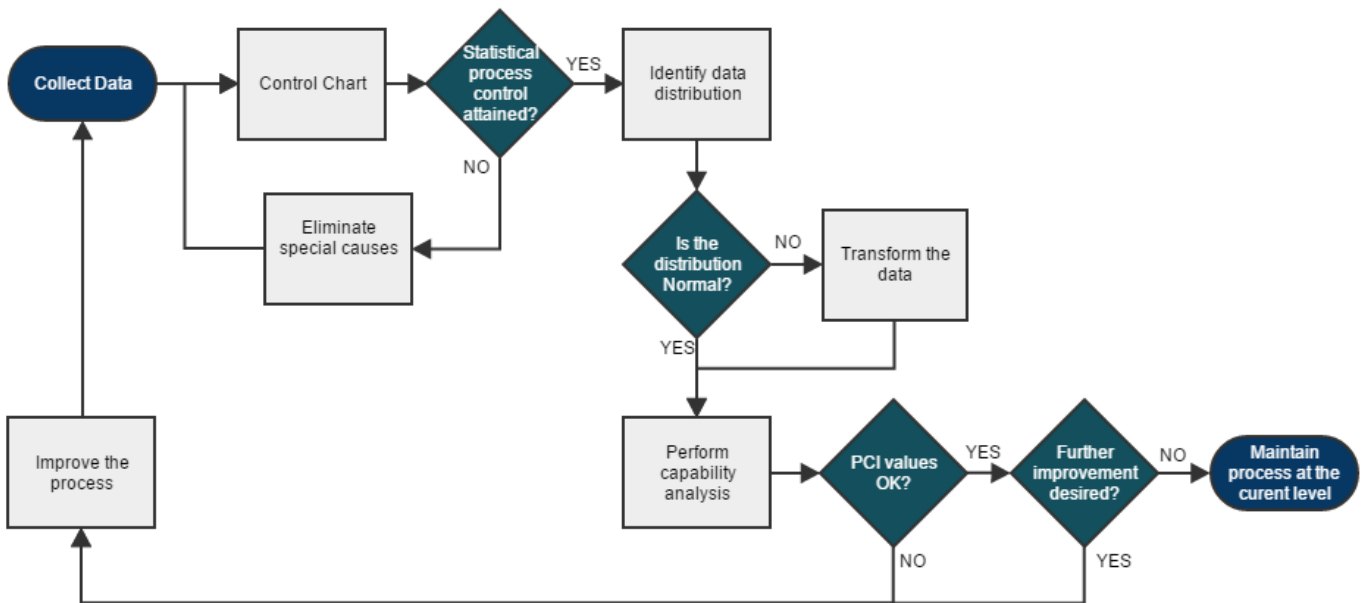 Collect Data
Control Chart
Statistical
process
control
attained?
YES
Identify data
distribution
NO
Eliminate
special causes
Is the
distribution
Normal?
NO
Transform the
data
YES
Improve the
process
Perform
capability
analysis
PCI values
OK?
YES
Further
improvement
desired?
NO
Maintain
process at the
curent level
NO
YES